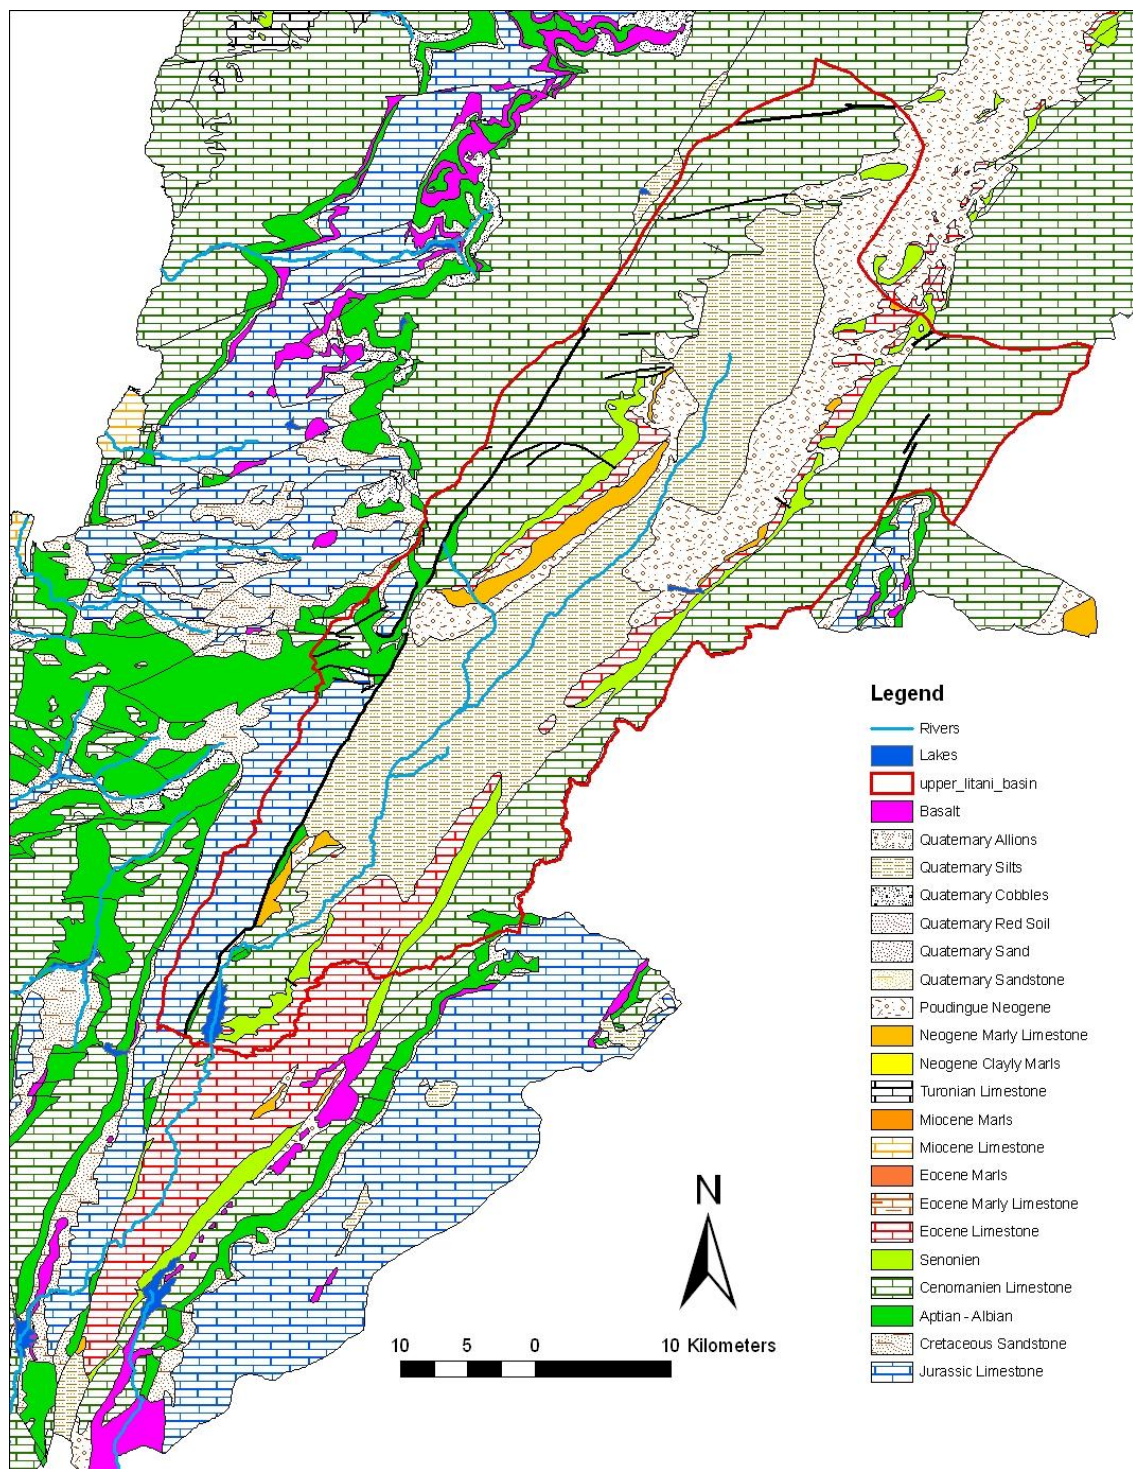 Legend
Rivers
Lakes
upper_litani_basin
Basalt
Quaternary Allions
Quaternary Silts
Quaternary Cobbles
Quaternary Red Soil
Quaternary Sand
Quaternary Sandstone
Poudingue Neogene
Neogene Marly Limestone
Neogene Clayly Marls
Turonian Limestone
Miocene Marls
Miocene Limestone
Eocene Marls
Eocene Marly Limestone
Eocene Limestone
Senonien
Cenomanien Limestone
Aptian - Albian
Cretaceous Sandstone
Jurassic Limestone
N
10 5 0 10 Kilometers